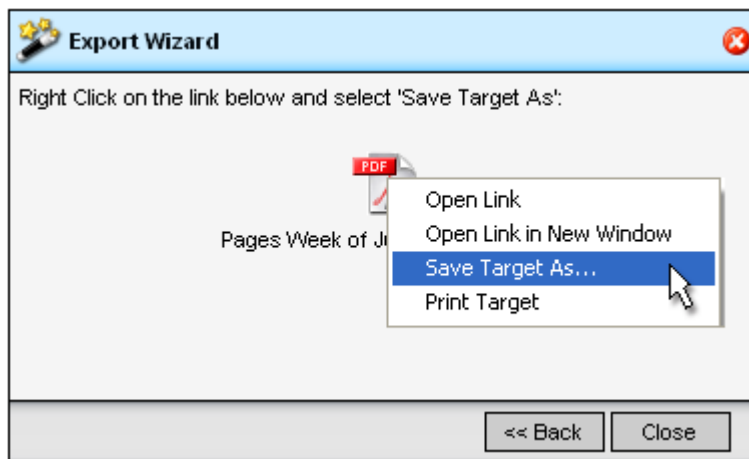 Export Wizard
Right Click on the link below and select 'Save Target As':
PDF
Open Link
Pages Week of
Open Link in New Window
Save Target As...
Print Target
<< Back
Close